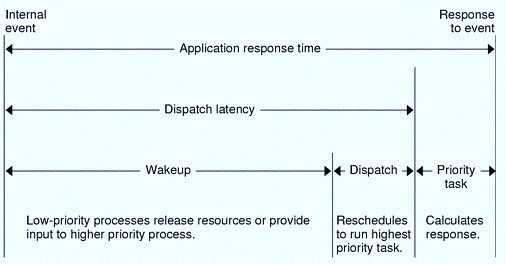 Internal
event
Response
to event
Application response time
Dispatch latency
Wakeup
Dispatch
Priority
task
Low-priority processes release resources or provide
input to higher priority process.
Reschedules
to run highest
priority task.
Calculates
response.